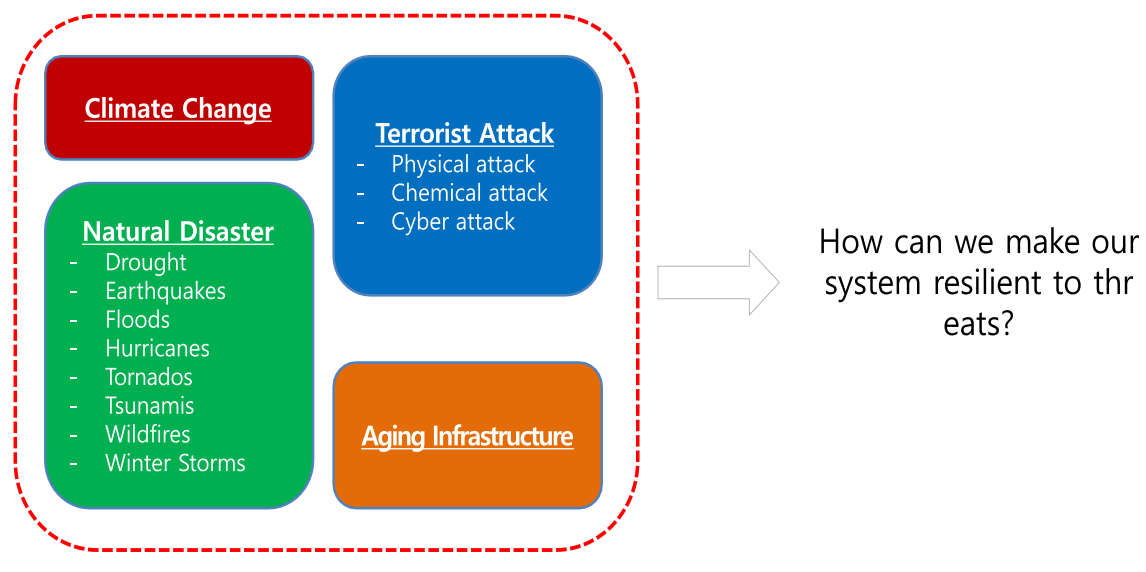 Climate Change
Natural Disaster
- Drought
- Earthquakes
- Floods
- Hurricanes
- Tornados
- Tsunamis
- Wildfires
- Winter Storms
Terrorist Attack
- Physical attack
- Chemical attack
- Cyber attack
Aging Infrastructure
How can we make our
system resilient to thr
eats?